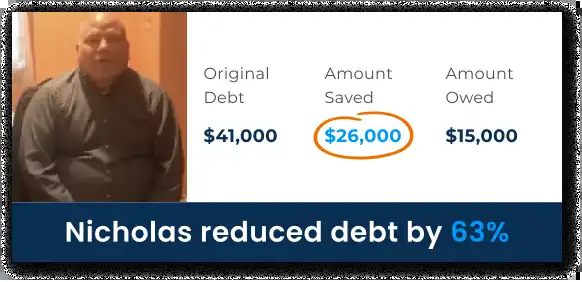 Original
Debt
$41,000
Amount
Saved
$26,000
Amount
Owed
$15,000
Nicholas reduced debt by 63%